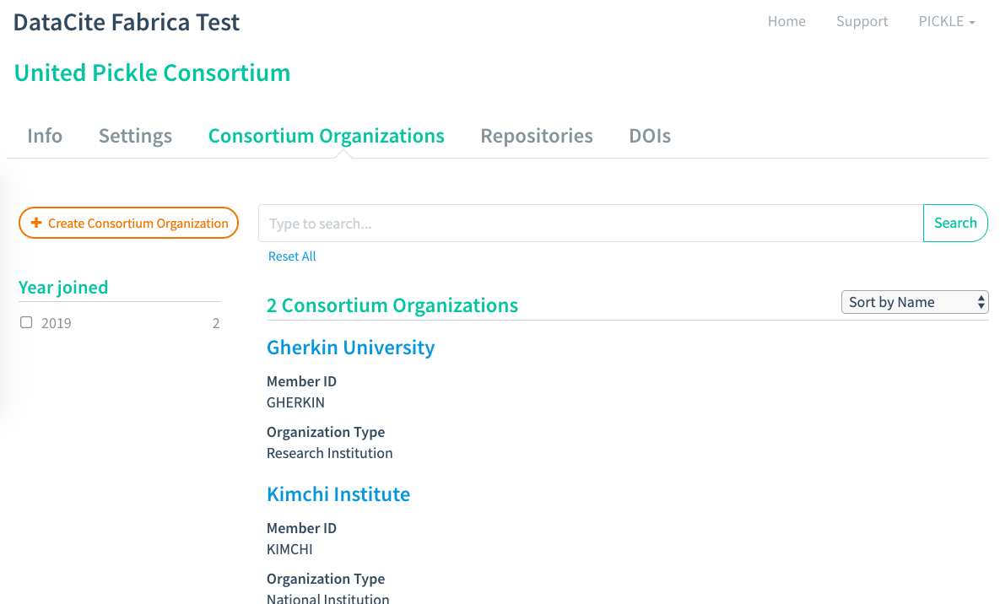 DataCite Fabrica Test
Home Support PICKLE
United Pickle Consortium
Info Settings Consortium Organizations Repositories DOIs
Create Consortium Organization
Type to search...
Search
Reset All
Year joined
2019 2
2 Consortium Organizations
Sort by Name
Gherkin University
Member ID
GHERKIN
Organization Type
Research Institution
Kimchi Institute
Member ID
KIMCHI
Organization Type
National Institution